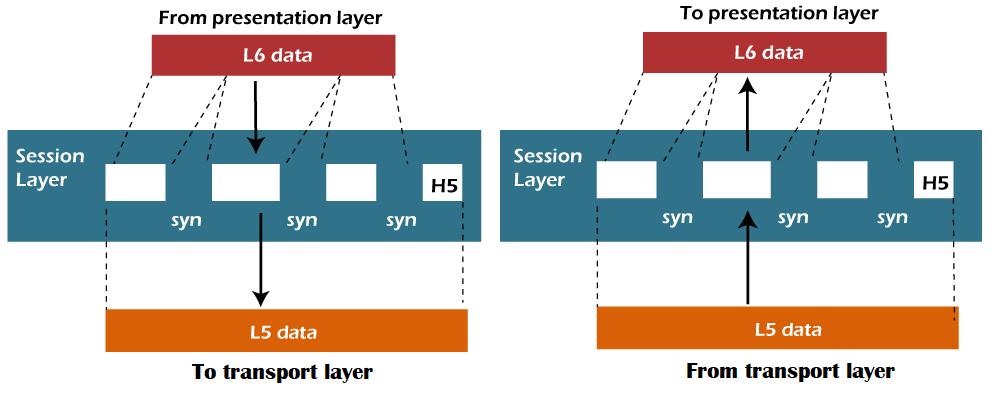 From presentation layer
L6 data
Session
Layer
H5
syn
syn
syn
L5 data
To transport layer
To presentation layer
L6 data
Session
Layer
H5
syn
syn
syn
L5 data
From transport layer